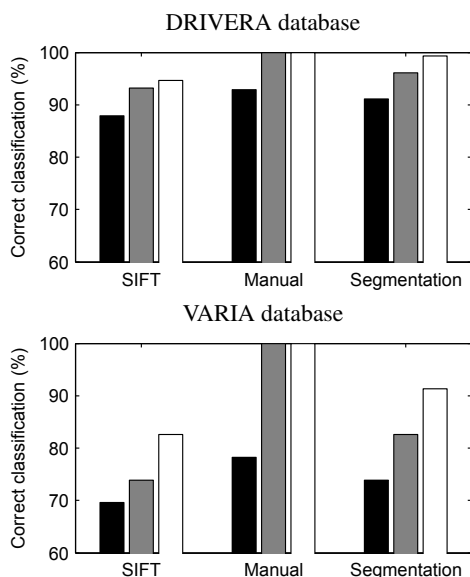 DRIVERA database
Correct classification (%)
100
90
80
70
60
SIFT Manual Segmentation
VARIA database
Correct classification (%)
100
90
80
70
60
SIFT Manual Segmentation